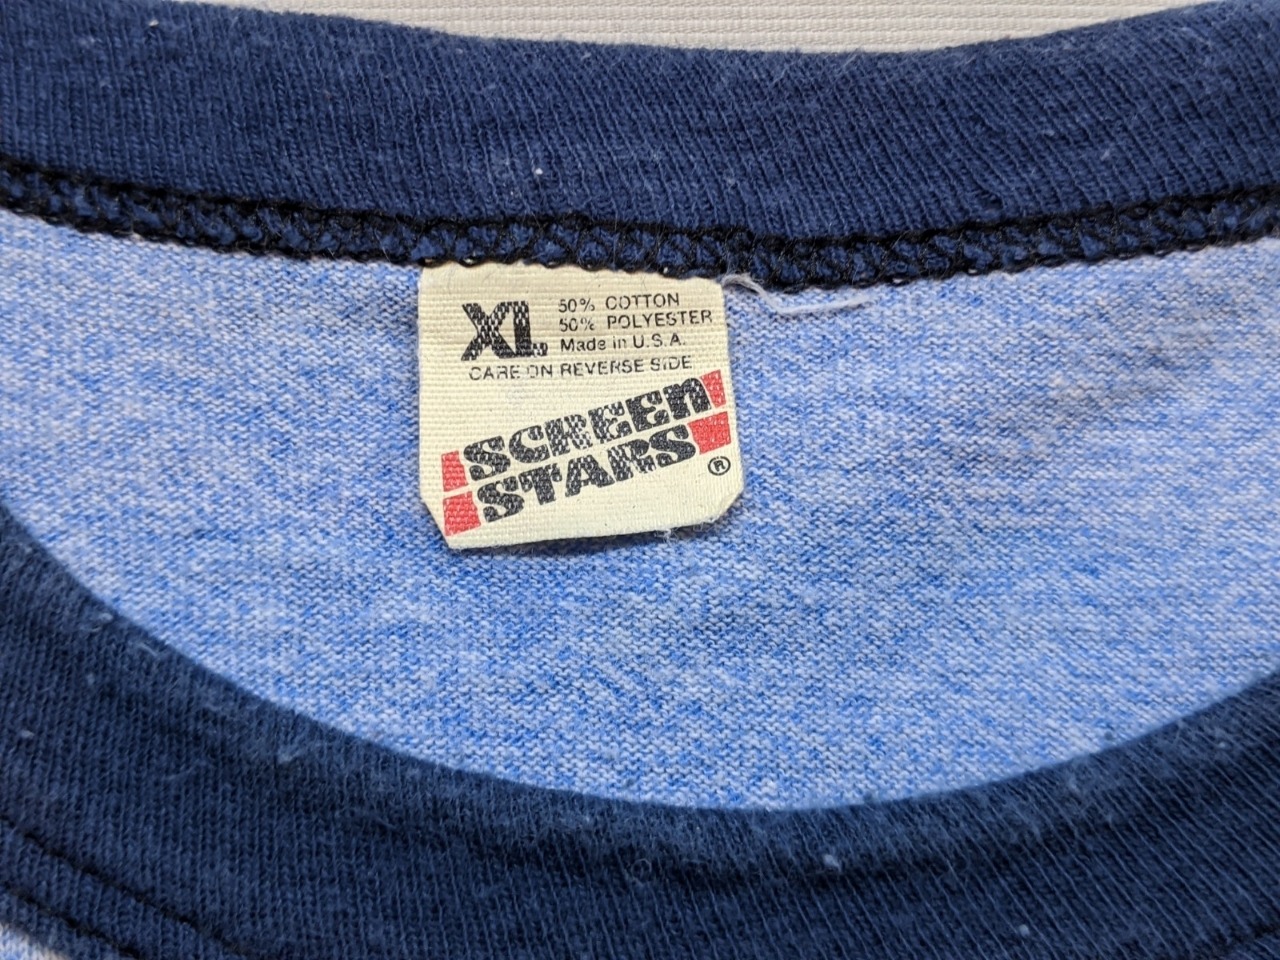 XL 50% COTTON
50% POLYESTER
Made in U.S.A.
CARE ON REVERSE SIDE
SCREEN
STARS ®